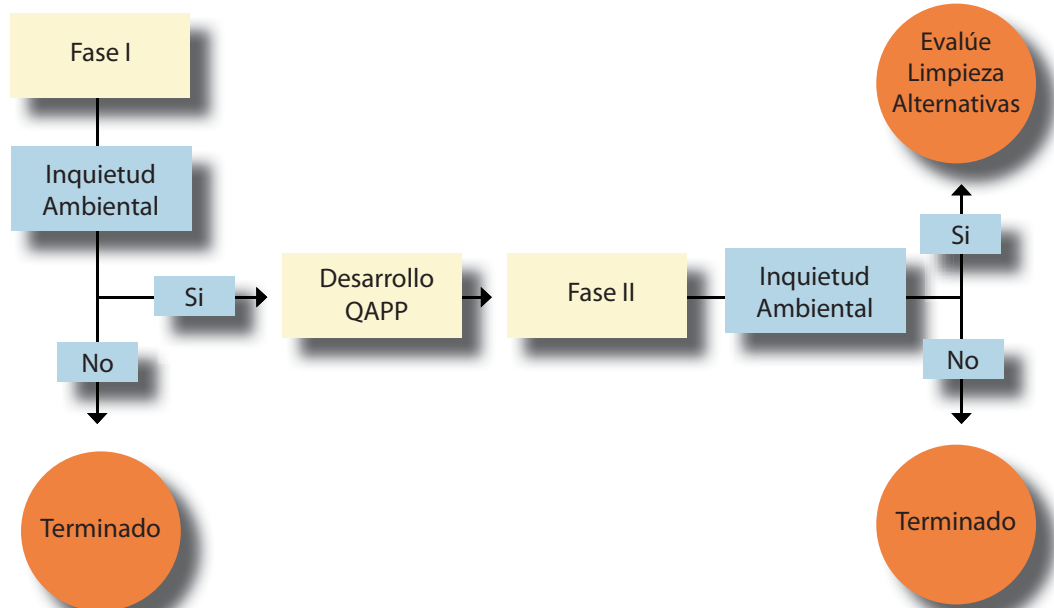 Fase I
Inquietud
Ambiental
Si
No
Terminado
Desarrollo
QAPP
Fase II
Inquietud
Ambiental
Si
Evalúe
Limpieza
Alternativas
No
Terminado